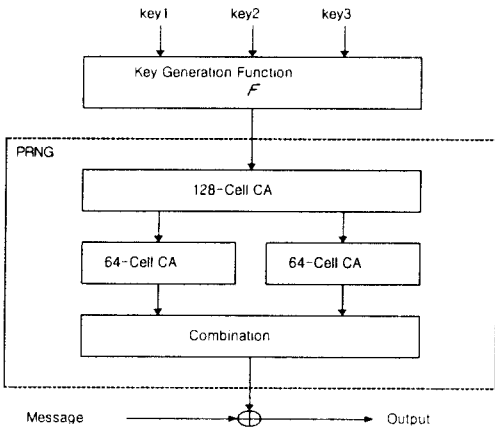 key1 key2 key3
Key Generation Function
F
PRNG
128-Cell CA
64-Cell CA 64-Cell CA
Combination
Message Output